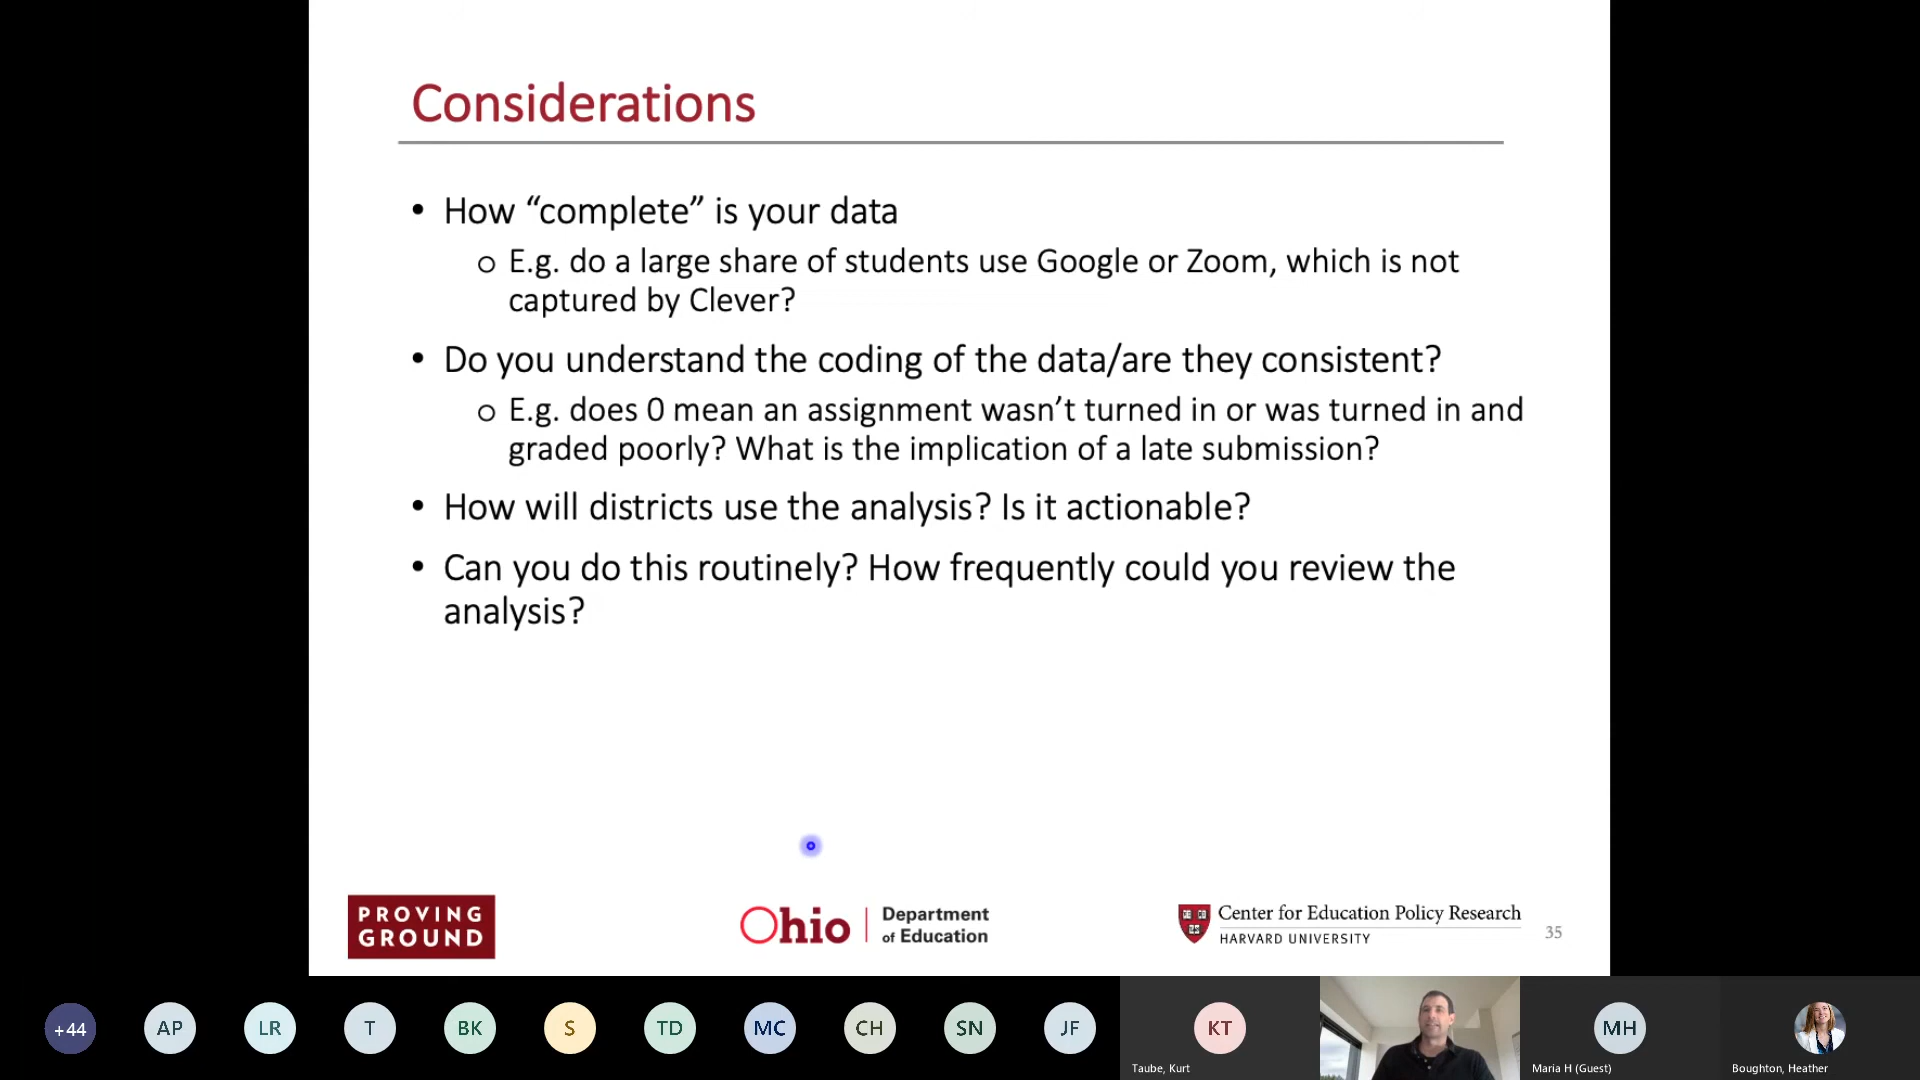 Considerations
• How “complete” is your data
o E.g. do a large share of students use Google or Zoom, which is not
captured by Clever?
• Do you understand the coding of the data/are they consistent?
o E.g. does 0 mean an assignment wasn’t turned in or was turned in and
graded poorly? What is the implication of a late submission?
• How will districts use the analysis? Is it actionable?
• Can you do this routinely? How frequently could you review the
analysis?
PROVING
GROUND
Ohio
Department
of Education
Center for Education Policy Research
HARVARD UNIVERSITY
35
+44
AP
LR
T
BK
S
TD
MC
CH
SN
JF
KT
Taube, Kurt
MH
Maria H (Guest)
Boughton, Heather